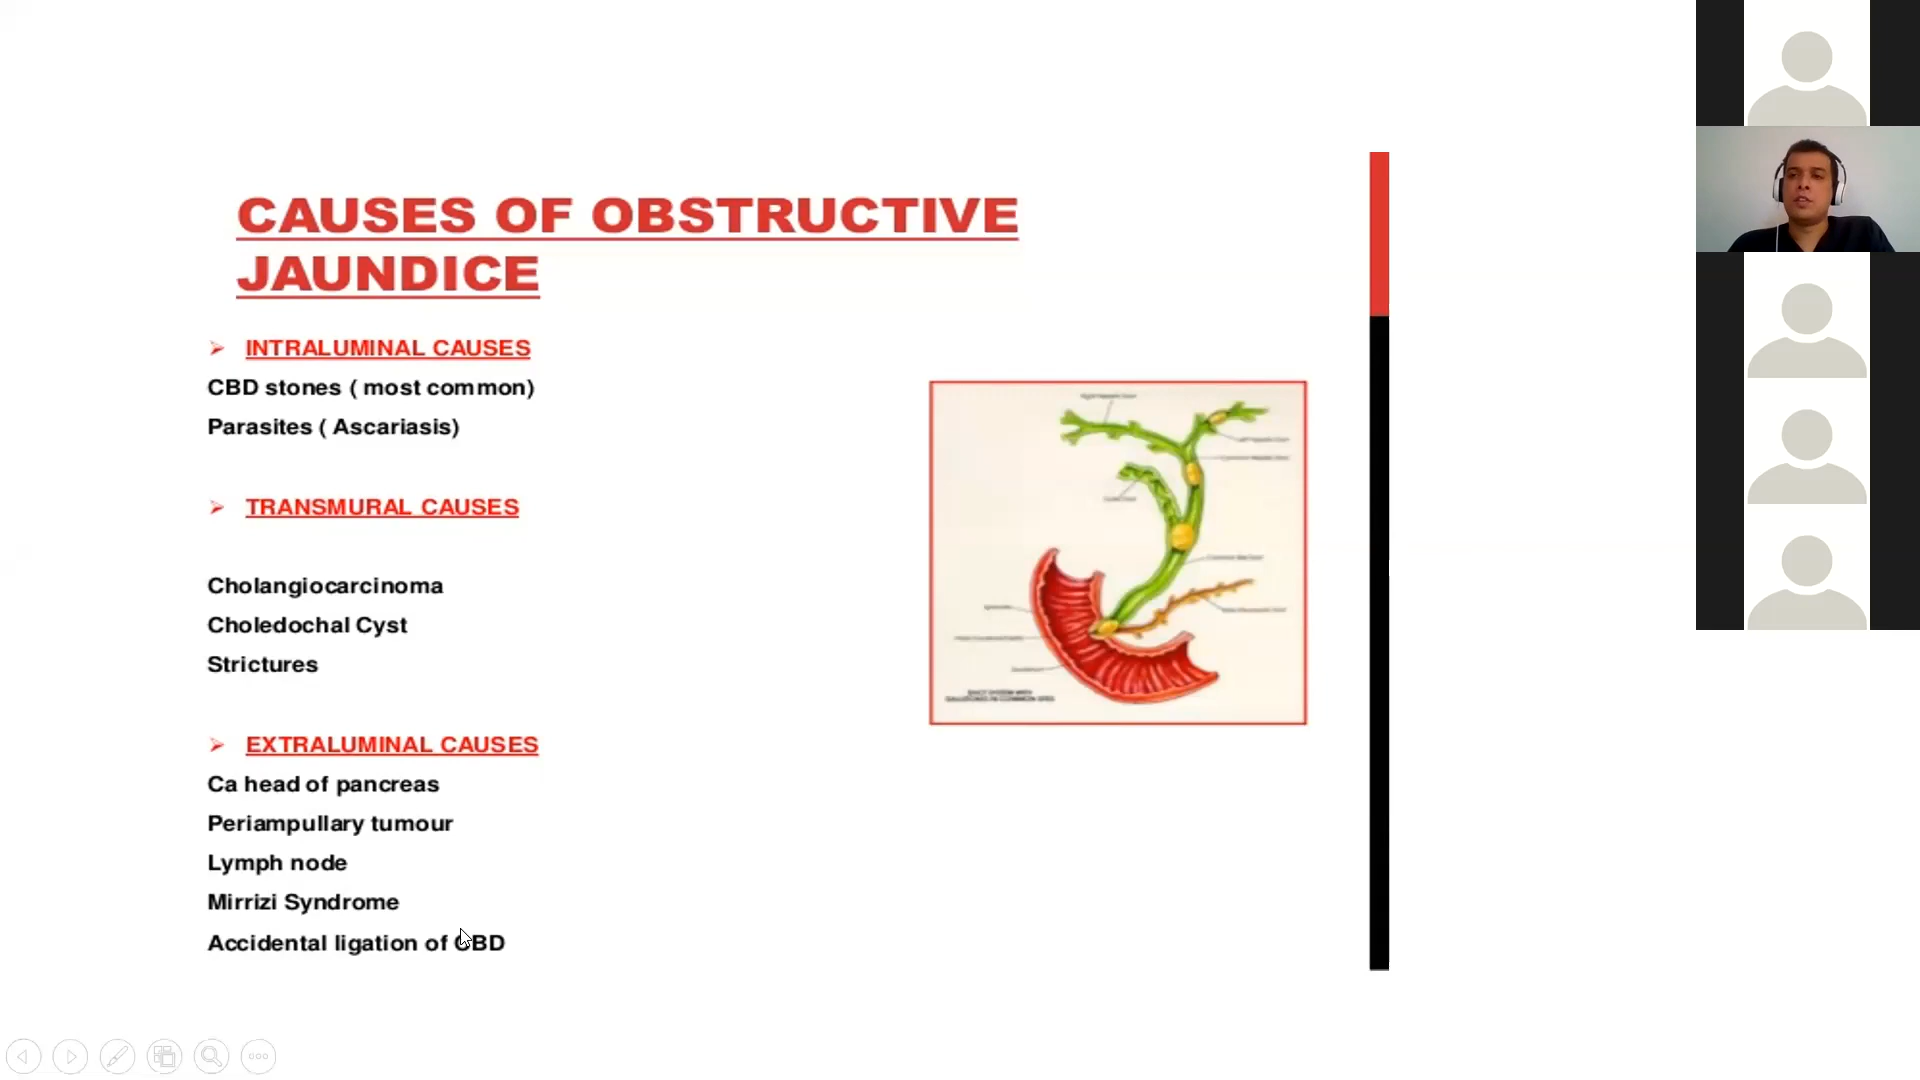 CAUSES OF OBSTRUCTIVE
JAUNDICE
INTRALUMINAL CAUSES
CBD stones ( most common)
Parasites ( Ascariasis)
TRANSMURAL CAUSES
Cholangiocarcinoma
Choledochal Cyst
Strictures
EXTRALUMINAL CAUSES
Ca head of pancreas
Periampullary tumour
Lymph node
Mirrizi Syndrome
Accidental ligation of CBD